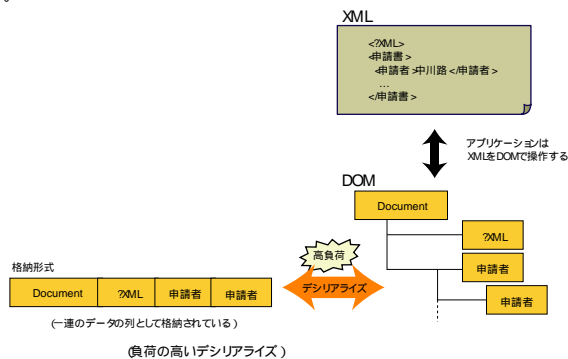 。
XML
<?XML>
<申請書>
<申請者>中川路</申請者>
…
</申請書>
アプリケーションは
XMLをDOMで操作する
DOM
Document
?XML
申請者
申請者
高負荷
デシリアライズ
格納形式
Document ?XML 申請者 申請者
(一連のデータの列として格納されている)
(負荷の高いデシリアライズ)